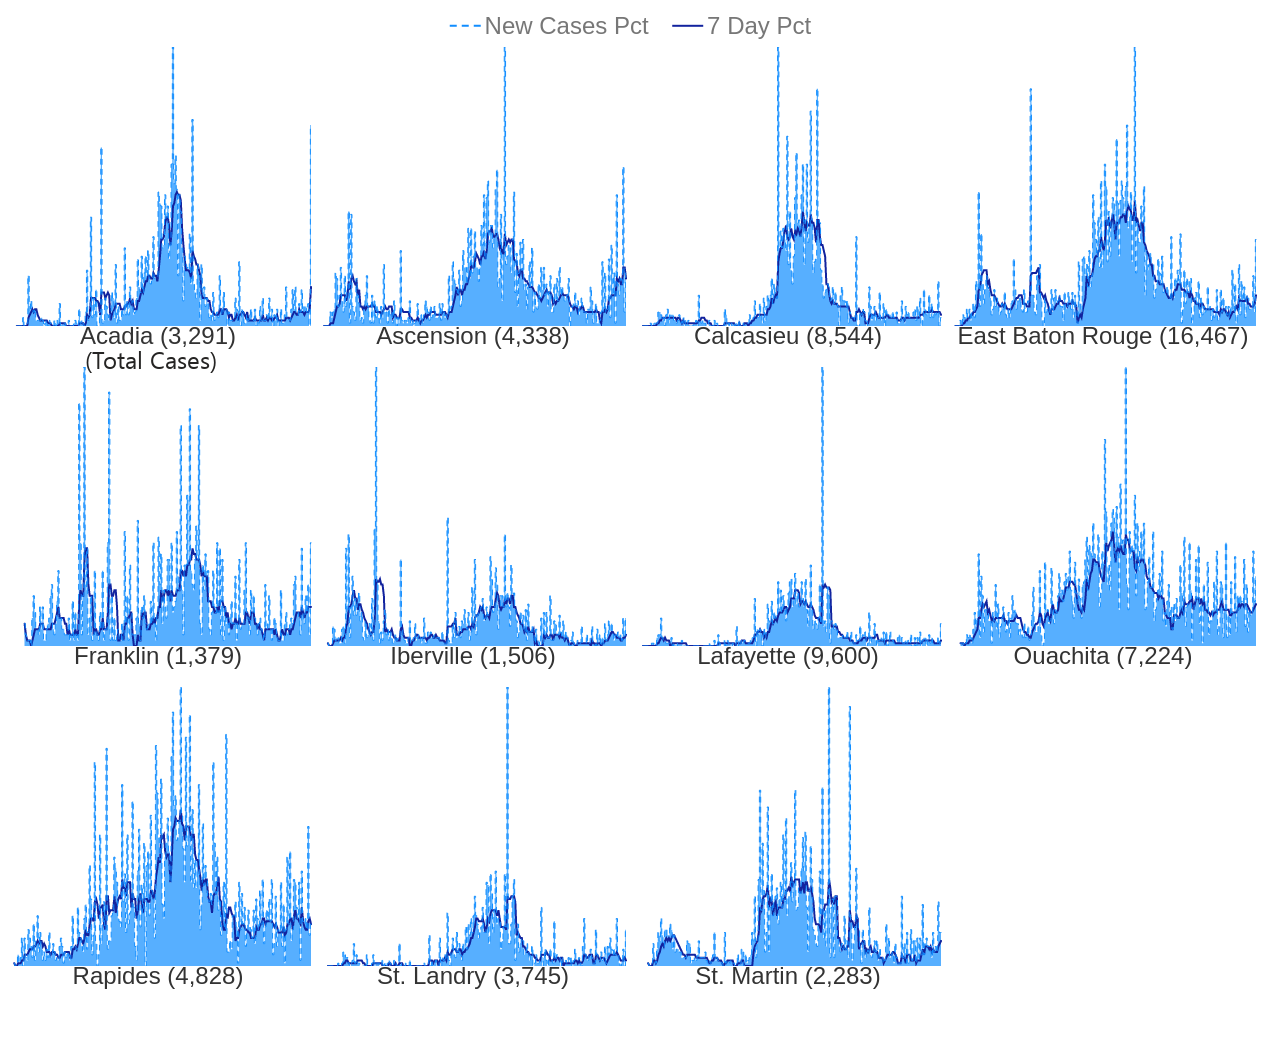 New Cases Pct 7 Day Pct
Acadia (3,291) Ascension (4,338) Calcasieu (8,544) East Baton Rouge (16,467)
(Total Cases)
Franklin (1,379) Iberville (1,506) Lafayette (9,600) Ouachita (7,224)
Rapides (4,828) St. Landry (3,745) St. Martin (2,283)